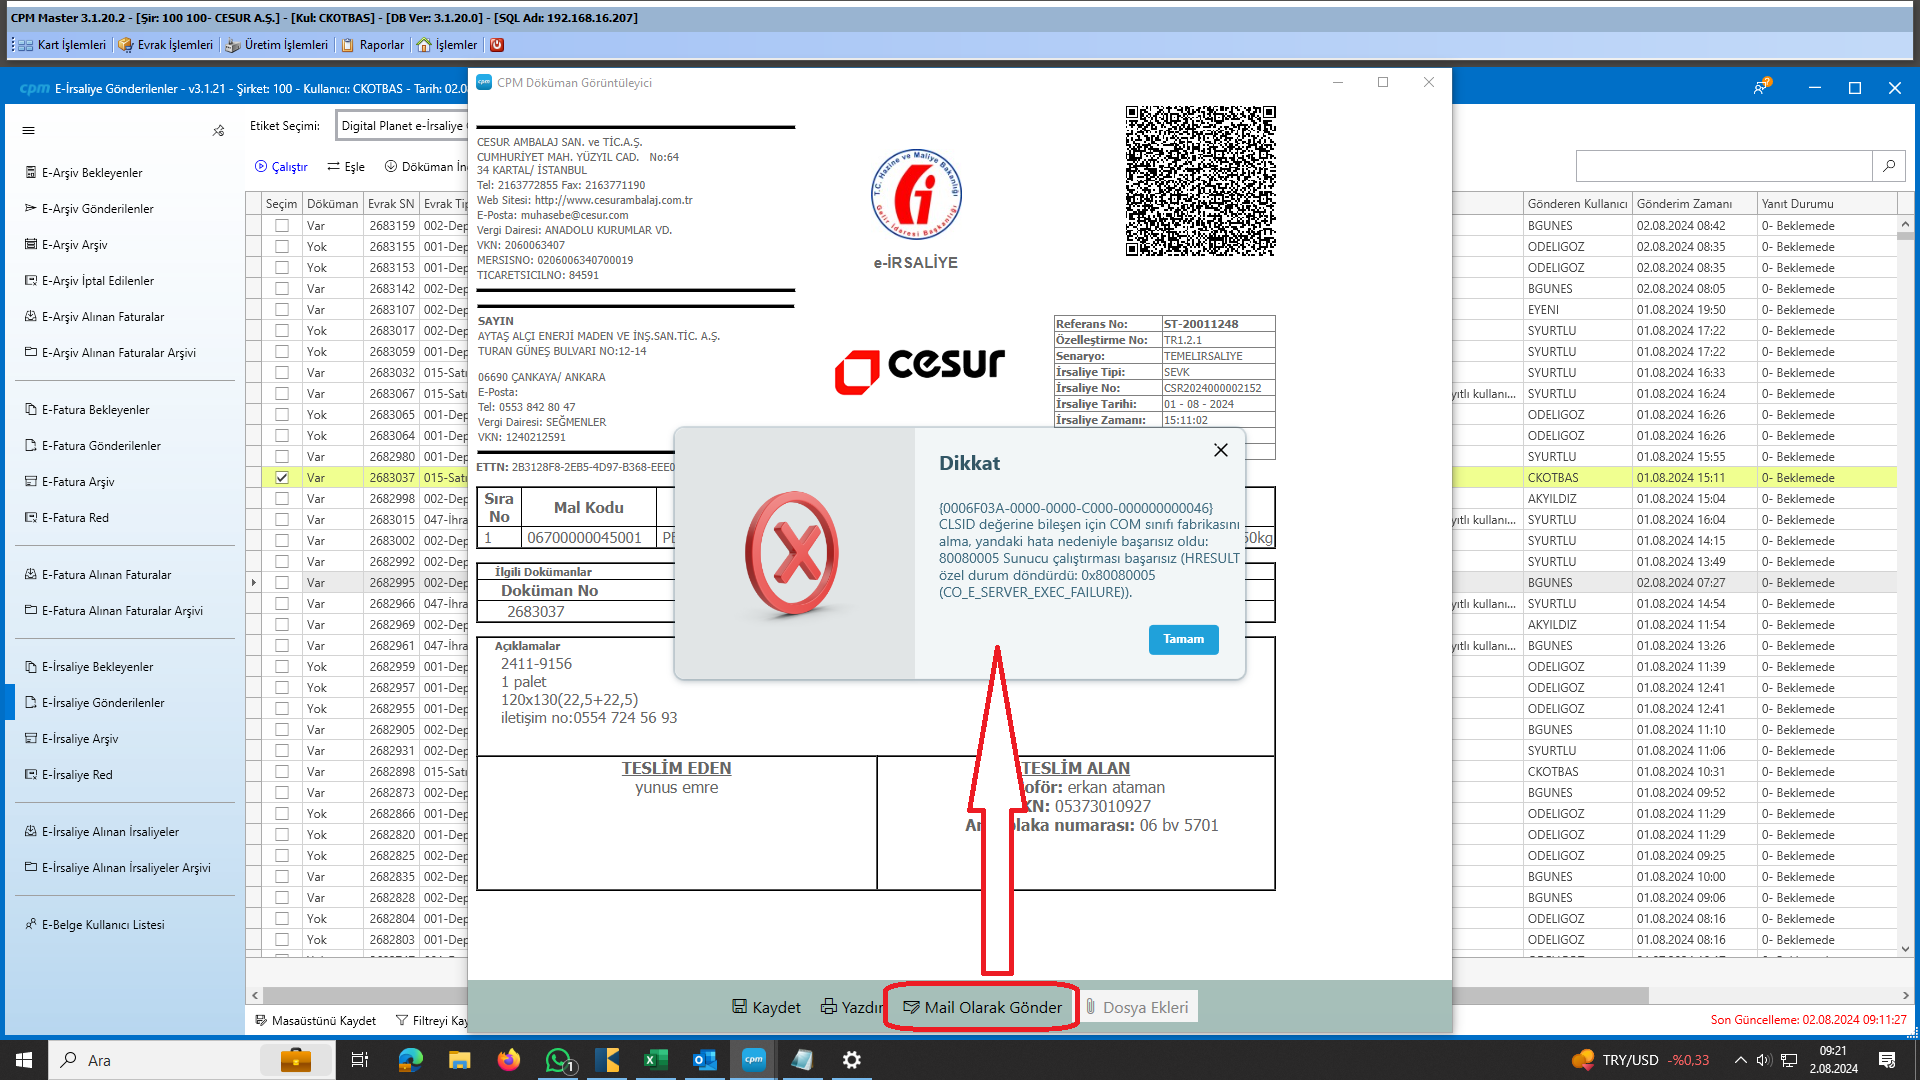 CPM Master 3.1.20.2 - [Şir: 100 100- CESUR A.Ş.] - [Kul: CKOTBAS] - [DB Ver: 3.1.20.0] - [SQL Adı: 192.168.16.207]
Kart İşlemleri Evrak İşlemleri Üretim İşlemleri Raporlar İşlemler
cpm E-İrsaliye Gönderilenler - v3.1.21 - Şirket: 100 - Kullanıcı: CKOTBAS - Tarih: 02.0
E-Arşiv Bekleyenler
E-Arşiv Gönderilenler
E-Arşiv Arşiv
E-Arşiv İptal Edilenler
E-Arşiv Alınan Faturalar
E-Arşiv Alınan Faturalar Arşivi
E-Fatura Bekleyenler
E-Fatura Gönderilenler
E-Fatura Arşiv
E-Fatura Red
E-Fatura Alınan Faturalar
E-Fatura Alınan Faturalar Arşivi
E-İrsaliye Bekleyenler
E-İrsaliye Gönderilenler
E-İrsaliye Arşiv
E-İrsaliye Red
E-İrsaliye Alınan İrsaliyeler
E-İrsaliye Alınan İrsaliyeler Arşivi
E-Belge Kullanıcı Listesi
Etiket Seçimi: Digital Planet e-İrsaliye
Çalıştır Eşle Döküman İn
Seçim Döküman Evrak SN Evrak Tip
Var 2683159 002-Dep
Yok 2683155 001-Dep
Yok 2683153 001-Dep
Var 2683142 002-Dep
Var 2683107 002-Dep
Yok 2683017 002-Dep
Yok 2683059 001-Dep
Var 2683032 015-Satı
Var 2683067 015-Satı
Yok 2683065 001-Dep
Yok 2683064 001-Dep
Var 2682980 001-Dep
Var 2683037 015-Satı
Var 2682998 002-Dep
Var 2683015 047-İhra
Var 2683002 002-Dep
Var 2682992 001-Dep
Var 2682995 002-Dep
Var 2682966 047-İhra
Var 2682969 002-Dep
Var 2682961 047-İhra
Yok 2682959 001-Dep
Yok 2682957 001-Dep
Yok 2682955 001-Dep
Var 2682905 002-Dep
Var 2682931 002-Dep
Var 2682898 015-Satı
Var 2682873 002-Dep
Yok 2682866 001-Dep
Yok 2682820 001-Dep
Yok 2682825 002-Dep
Var 2682835 002-Dep
Var 2682828 002-Dep
Yok 2682804 001-Dep
Yok 2682803 001-Dep
Masaüstünü Kaydet Filtreyi Kay
cpm CPM Döküman Görüntüleyici
CESUR AMBALAJ SAN. ve TİC.A.Ş.
CUMHURİYET MAH. YÜZYIL CAD. No:64
34 KARTAL/ İSTANBUL
Tel: 2163772855 Fax: 2163771190
Web Sitesi: http://www.cesurambalaj.com.tr
E-Posta: muhasebe@cesur.com
Vergi Dairesi: ANADOLU KURUMLAR VD.
VKN: 2060063407
MERSISNO: 0206006340700019
TICARETSICILNO: 84591
T.C. Hazine ve Maliye Bakanlığı
Gelir İdaresi Başkanlığı
e-İRSALİYE
SAYIN
AYTAŞ ALÇI ENERJİ MADEN VE İNŞ.SAN.TİC. A.Ş.
TURAN GÜNEŞ BULVARI NO:12-14
06690 ÇANKAYA/ ANKARA
E-Posta:
Tel: 0553 842 80 47
Vergi Dairesi: SEĞMENLER
VKN: 1240212591
cesur
Referans No: ST-20011248
Özelleştirme No: TR1.2.1
Senaryo: TEMELIRSALIYE
İrsaliye Tipi: SEVK
İrsaliye No: CSR2024000002152
İrsaliye Tarihi: 01 - 08 - 2024
İrsaliye Zamanı: 15:11:02
ETTN: 2B3128F8-2EB5-4D97-B368-EEE0
Sıra No Mal Kodu
1 06700000045001 PE 50kg
İlgili Dokümanlar
Doküman No
2683037
Açıklamalar
2411-9156
1 palet
120x130(22,5+22,5)
iletişim no:0554 724 56 93
TESLİM EDEN
yunus emre
TESLİM ALAN
oför: erkan ataman
KN: 05373010927
Ar laka numarası: 06 bv 5701
Dikkat
{0006F03A-0000-0000-C000-000000000046}
CLSID değerine bileşen için COM sınıfı fabrikasını
alma, yandaki hata nedeniyle başarısız oldu:
80080005 Sunucu çalıştırması başarısız (HRESULT
özel durum döndürdü: 0x80080005
(CO_E_SERVER_EXEC_FAILURE)).
Tamam
Kaydet Yazdır Mail Olarak Gönder Dosya Ekleri
Gönderen Kullanıcı Gönderim Zamanı Yanıt Durumu
BGUNES 02.08.2024 08:42 0- Beklemede
ODELIGOZ 02.08.2024 08:35 0- Beklemede
ODELIGOZ 02.08.2024 08:35 0- Beklemede
BGUNES 02.08.2024 08:05 0- Beklemede
EYENI 01.08.2024 19:50 0- Beklemede
SYURTLU 01.08.2024 17:22 0- Beklemede
SYURTLU 01.08.2024 17:22 0- Beklemede
SYURTLU 01.08.2024 16:33 0- Beklemede
yıtlı kullanı... SYURTLU 01.08.2024 16:24 0- Beklemede
ODELIGOZ 01.08.2024 16:26 0- Beklemede
ODELIGOZ 01.08.2024 16:26 0- Beklemede
SYURTLU 01.08.2024 15:55 0- Beklemede
CKOTBAS 01.08.2024 15:11 0- Beklemede
AKYILDIZ 01.08.2024 15:04 0- Beklemede
yıtlı kullanı... SYURTLU 01.08.2024 16:04 0- Beklemede
SYURTLU 01.08.2024 14:15 0- Beklemede
SYURTLU 01.08.2024 13:49 0- Beklemede
BGUNES 02.08.2024 07:27 0- Beklemede
yıtlı kullanı... SYURTLU 01.08.2024 14:54 0- Beklemede
AKYILDIZ 01.08.2024 11:54 0- Beklemede
yıtlı kullanı... BGUNES 01.08.2024 13:26 0- Beklemede
ODELIGOZ 01.08.2024 11:39 0- Beklemede
ODELIGOZ 01.08.2024 12:41 0- Beklemede
ODELIGOZ 01.08.2024 12:41 0- Beklemede
BGUNES 01.08.2024 11:10 0- Beklemede
SYURTLU 01.08.2024 11:06 0- Beklemede
CKOTBAS 01.08.2024 10:31 0- Beklemede
BGUNES 01.08.2024 09:52 0- Beklemede
ODELIGOZ 01.08.2024 11:29 0- Beklemede
ODELIGOZ 01.08.2024 11:29 0- Beklemede
ODELIGOZ 01.08.2024 09:25 0- Beklemede
BGUNES 01.08.2024 10:00 0- Beklemede
BGUNES 01.08.2024 09:06 0- Beklemede
ODELIGOZ 01.08.2024 08:16 0- Beklemede
ODELIGOZ 01.08.2024 08:16 0- Beklemede
Son Güncelleme: 02.08.2024 09:11:27
Ara
1
cpm
TRY/USD -%0,33
09:21
2.08.2024